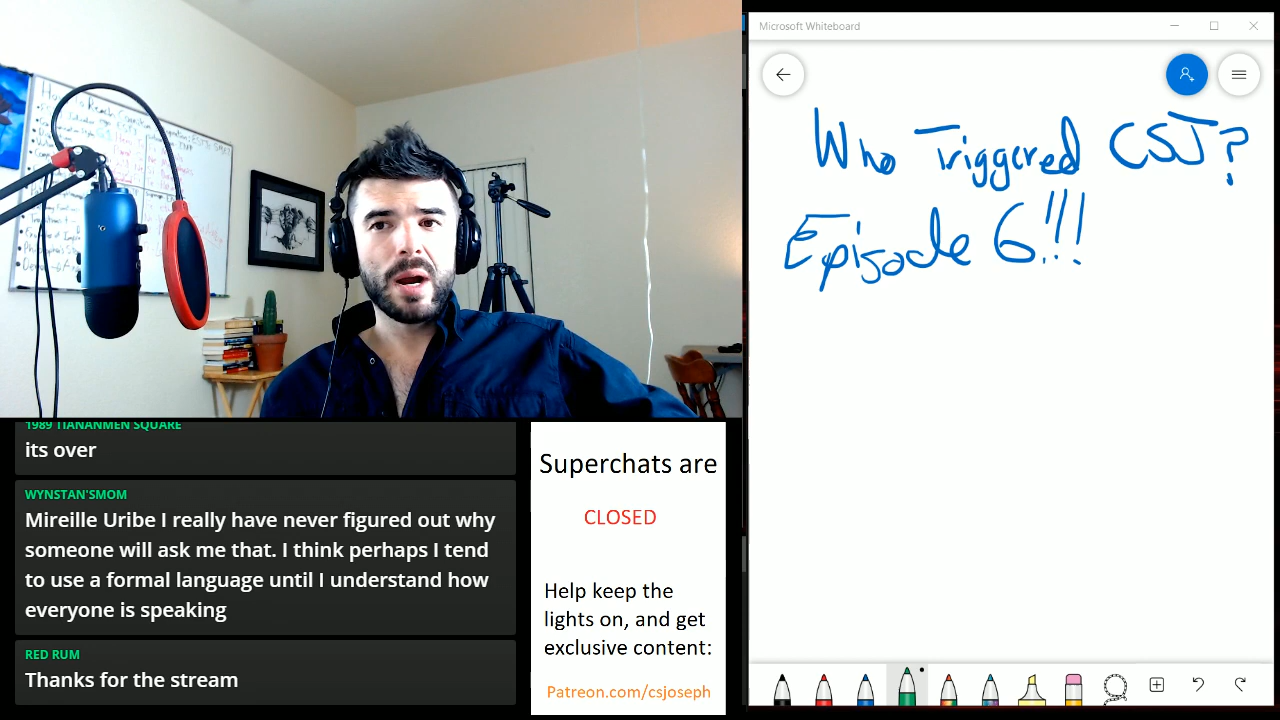 Microsoft Whiteboard
Who Triggered CSJ?
Episode 6!!!
1989 TIANANMEN SQUARE
its over
WYNSTAN'SMOM
Mireille Uribe I really have never figured out why
someone will ask me that. I think perhaps I tend
to use a formal language until I understand how
everyone is speaking
RED RUM
Thanks for the stream
Superchats are
CLOSED
Help keep the
lights on, and get
exclusive content:
Patreon.com/csjoseph